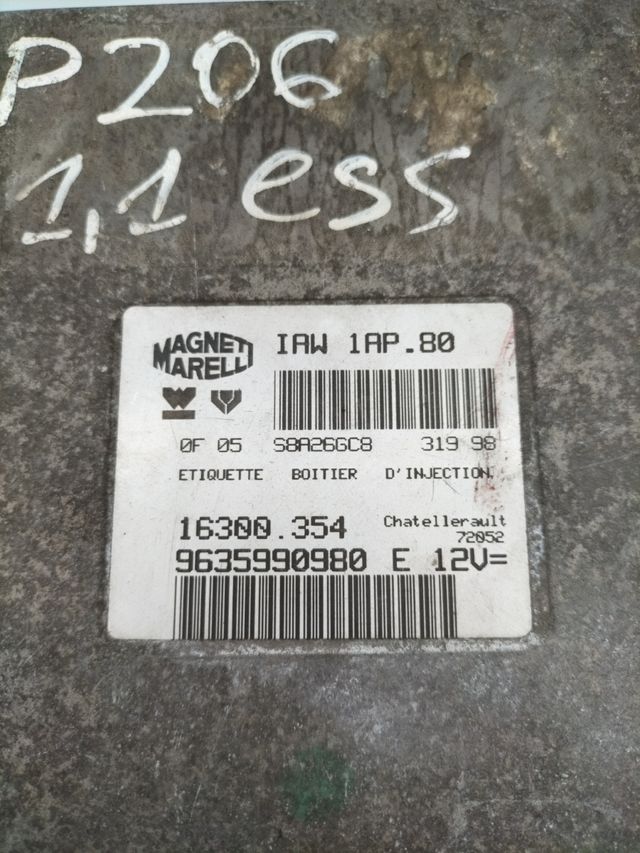 P206
1,1 ess
MAGNETI MARELLI
IAW 1AP.80
0F 05 S8A26GC8 319 98
ETIQUETTE BOITIER D'INJECTION.
16300.354
Chatellerault
72052
9635990980 E 12V=